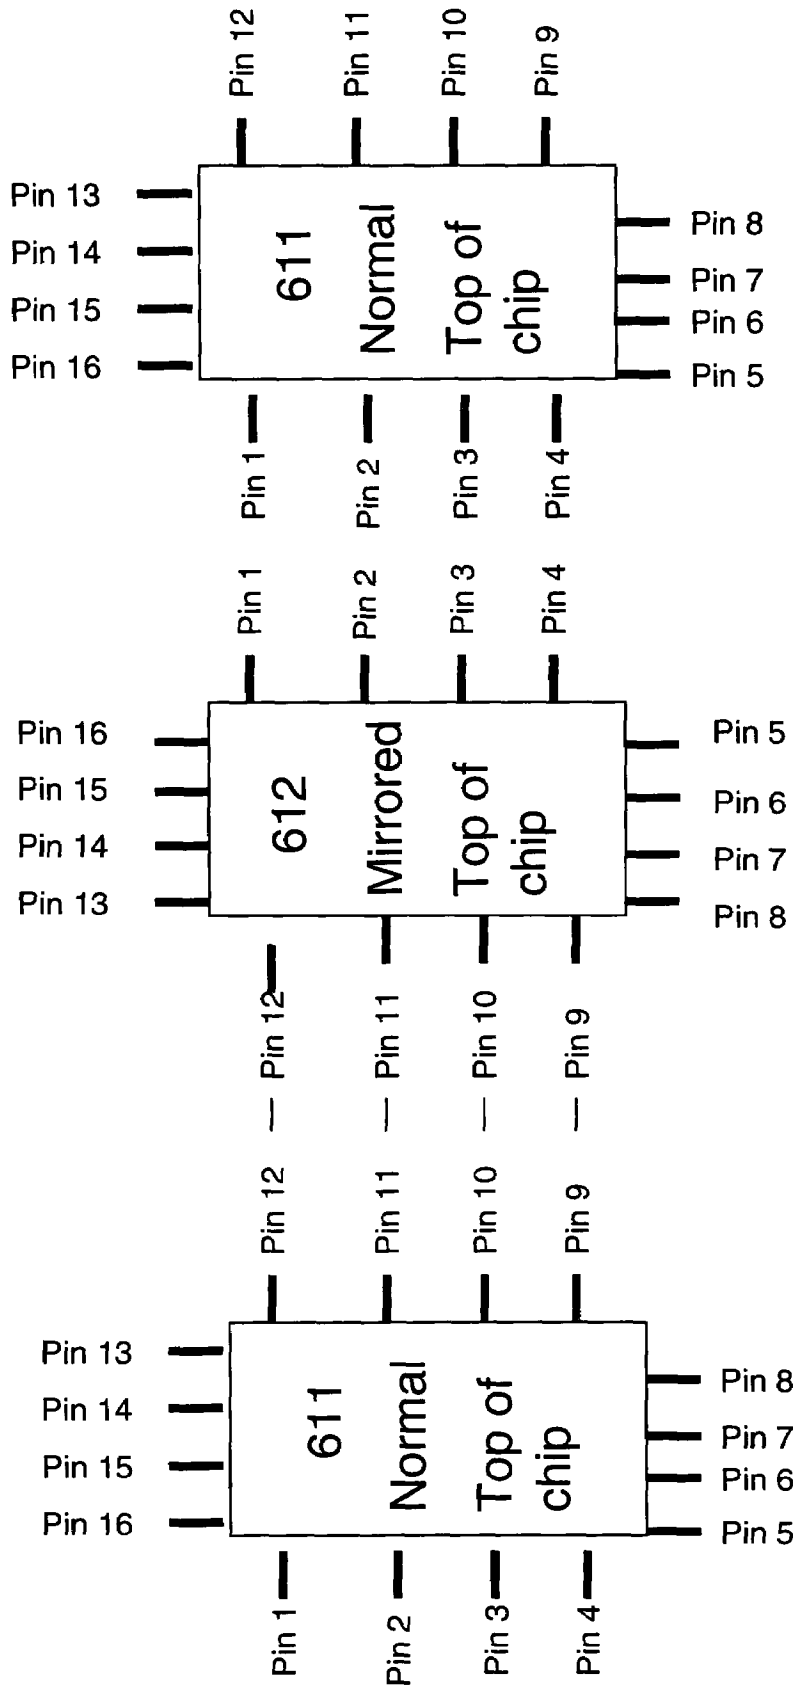 Pin 12
Pin 11
Pin 10
Pin 9
Pin 13
Pin 14
Pin 15
Pin 16
611
Normal
Top of
chip
Pin 8
Pin 7
Pin 6
Pin 5
Pin 1
Pin 2
Pin 3
Pin 4
Pin 1
Pin 2
Pin 3
Pin 4
Pin 16
Pin 15
Pin 14
Pin 13
612
Mirrored
Top of
chip
Pin 5
Pin 6
Pin 7
Pin 8
Pin 12
Pin 11
Pin 10
Pin 9
Pin 12
Pin 11
Pin 10
Pin 9
Pin 13
Pin 14
Pin 15
Pin 16
611
Normal
Top of
chip
Pin 8
Pin 7
Pin 6
Pin 5
Pin 1
Pin 2
Pin 3
Pin 4